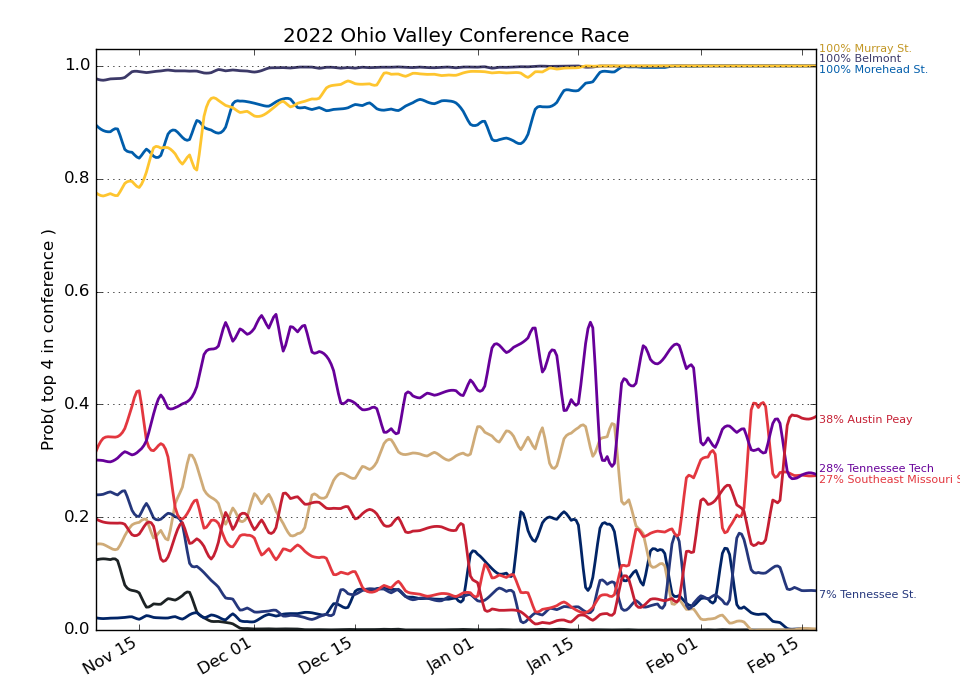 2022 Ohio Valley Conference Race
Prob( top 4 in conference )
1.0
0.8
0.6
0.4
0.2
0.0
Nov 15
Dec 01
Dec 15
Jan 01
Jan 15
Feb 01
Feb 15
100% Murray St.
100% Belmont
100% Morehead St.
38% Austin Peay
28% Tennessee Tech
27% Southeast Missouri S
7% Tennessee St.